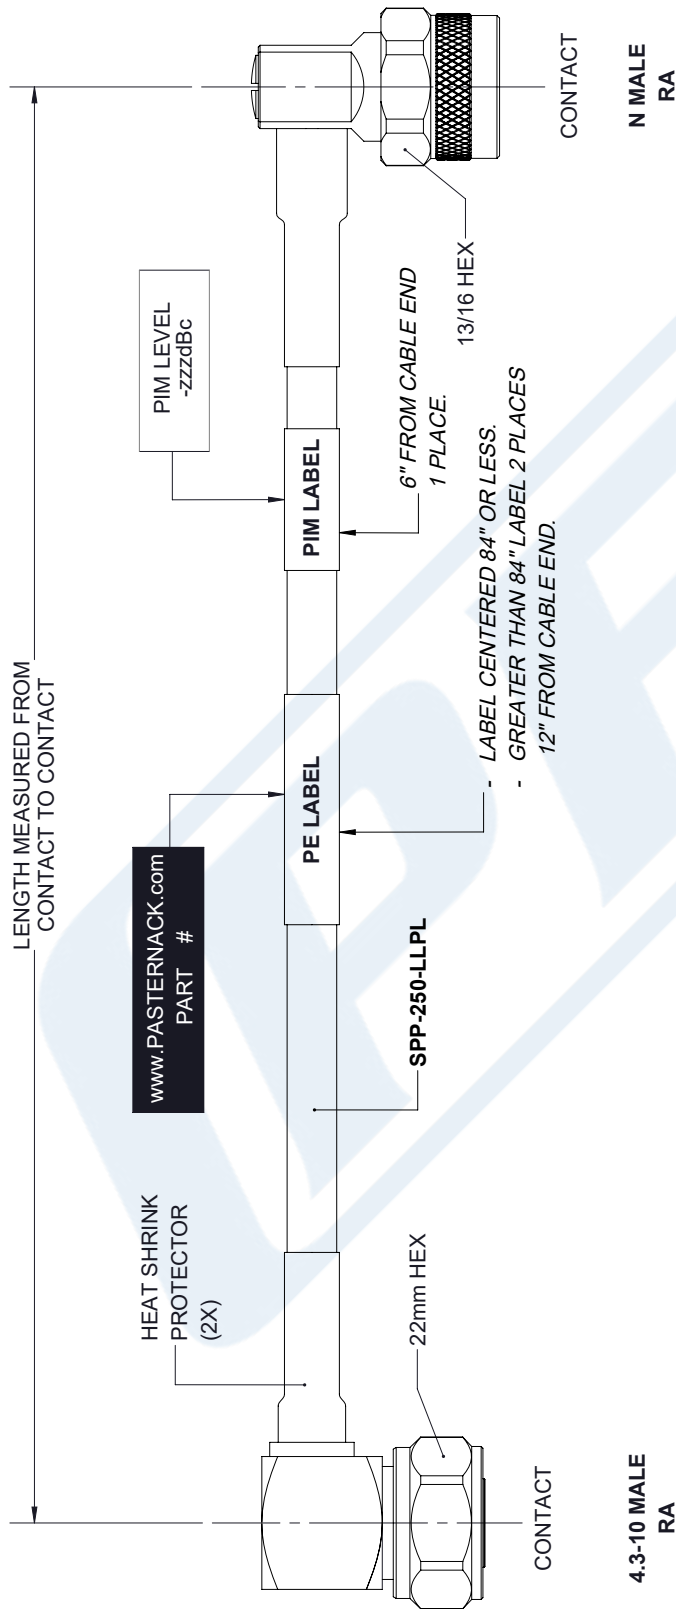 LENGTH MEASURED FROM
CONTACT TO CONTACT
HEAT SHRINK
PROTECTOR
(2X)
www.PASTERNACK.com
PART #
PIM LEVEL
-zzzdBc
PE LABEL
PIM LABEL
22mm HEX
SPP-250-LLPL
- LABEL CENTERED 84" OR LESS.
- GREATER THAN 84" LABEL 2 PLACES
12" FROM CABLE END.
6" FROM CABLE END
1 PLACE.
13/16 HEX
CONTACT
4.3-10 MALE
RA
CONTACT
N MALE
RA